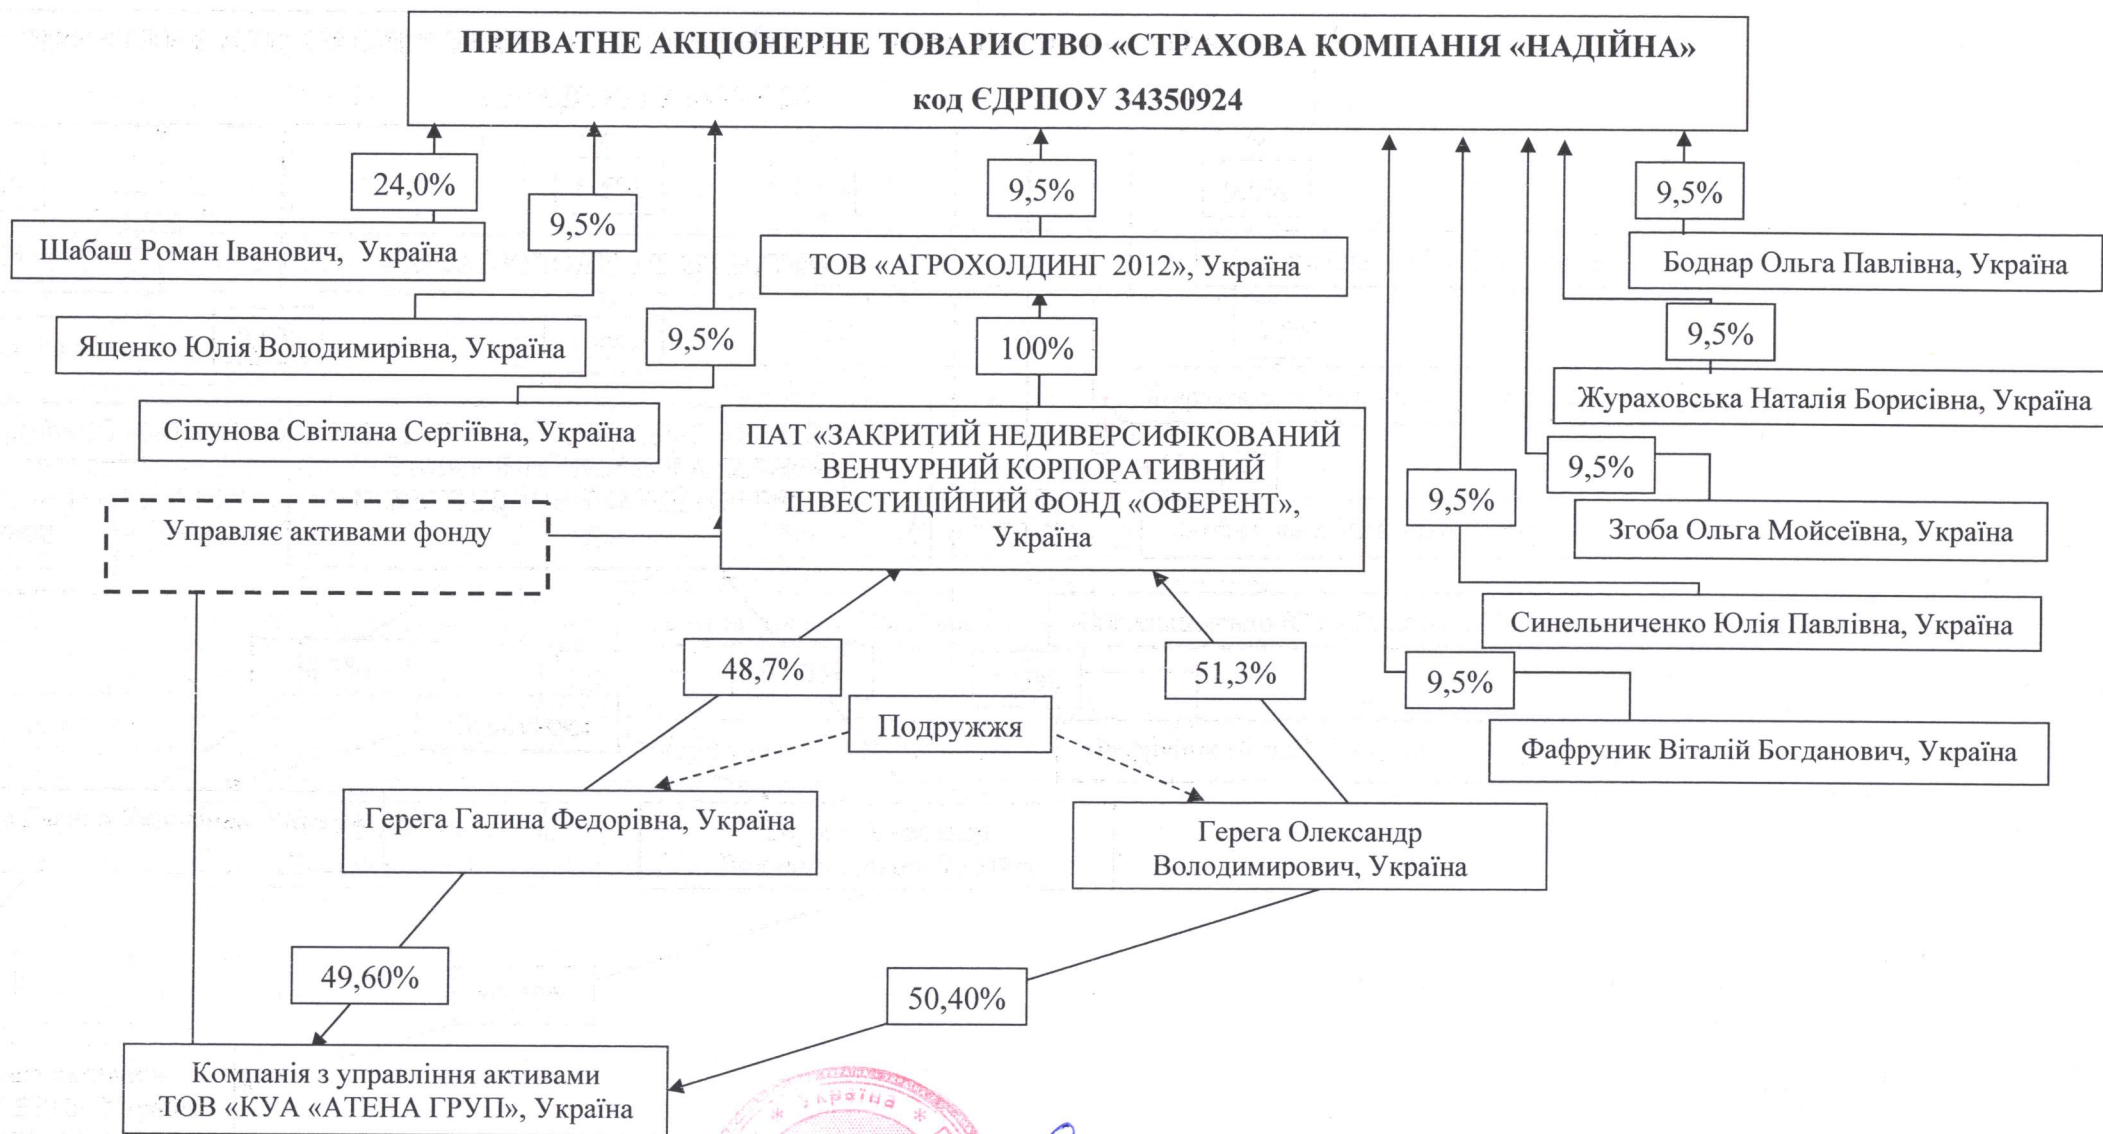 ПРИВАТНЕ АКЦІОНЕРНЕ ТОВАРИСТВО «СТРАХОВА КОМПАНІЯ «НАДІЙНА»
код ЄДРПОУ 34350924
24,0%
9,5%
9,5%
9,5%
Шабаш Роман Іванович, Україна
ТОВ «АГРОХОЛДИНГ 2012», Україна
Боднар Ольга Павлівна, Україна
Ященко Юлія Володимирівна, Україна
9,5%
100%
9,5%
Сіпунова Світлана Сергіївна, Україна
Жураховська Наталія Борисівна, Україна
ПАТ «ЗАКРИТИЙ НЕДИВЕРСИФІКОВАНИЙ
ВЕНЧУРНИЙ КОРПОРАТИВНИЙ
ІНВЕСТИЦІЙНИЙ ФОНД «ОФЕРЕНТ»,
Україна
9,5%
9,5%
Управляє активами фонду
Згоба Ольга Мойсеївна, Україна
Синельниченко Юлія Павлівна, Україна
48,7%
51,3%
9,5%
Подружжя
Фафруник Віталій Богданович, Україна
Герега Галина Федорівна, Україна
Герега Олександр
Володимирович, Україна
49,60%
50,40%
Компанія з управління активами
ТОВ «КУА «АТЕНА ГРУП», Україна
* Україна *